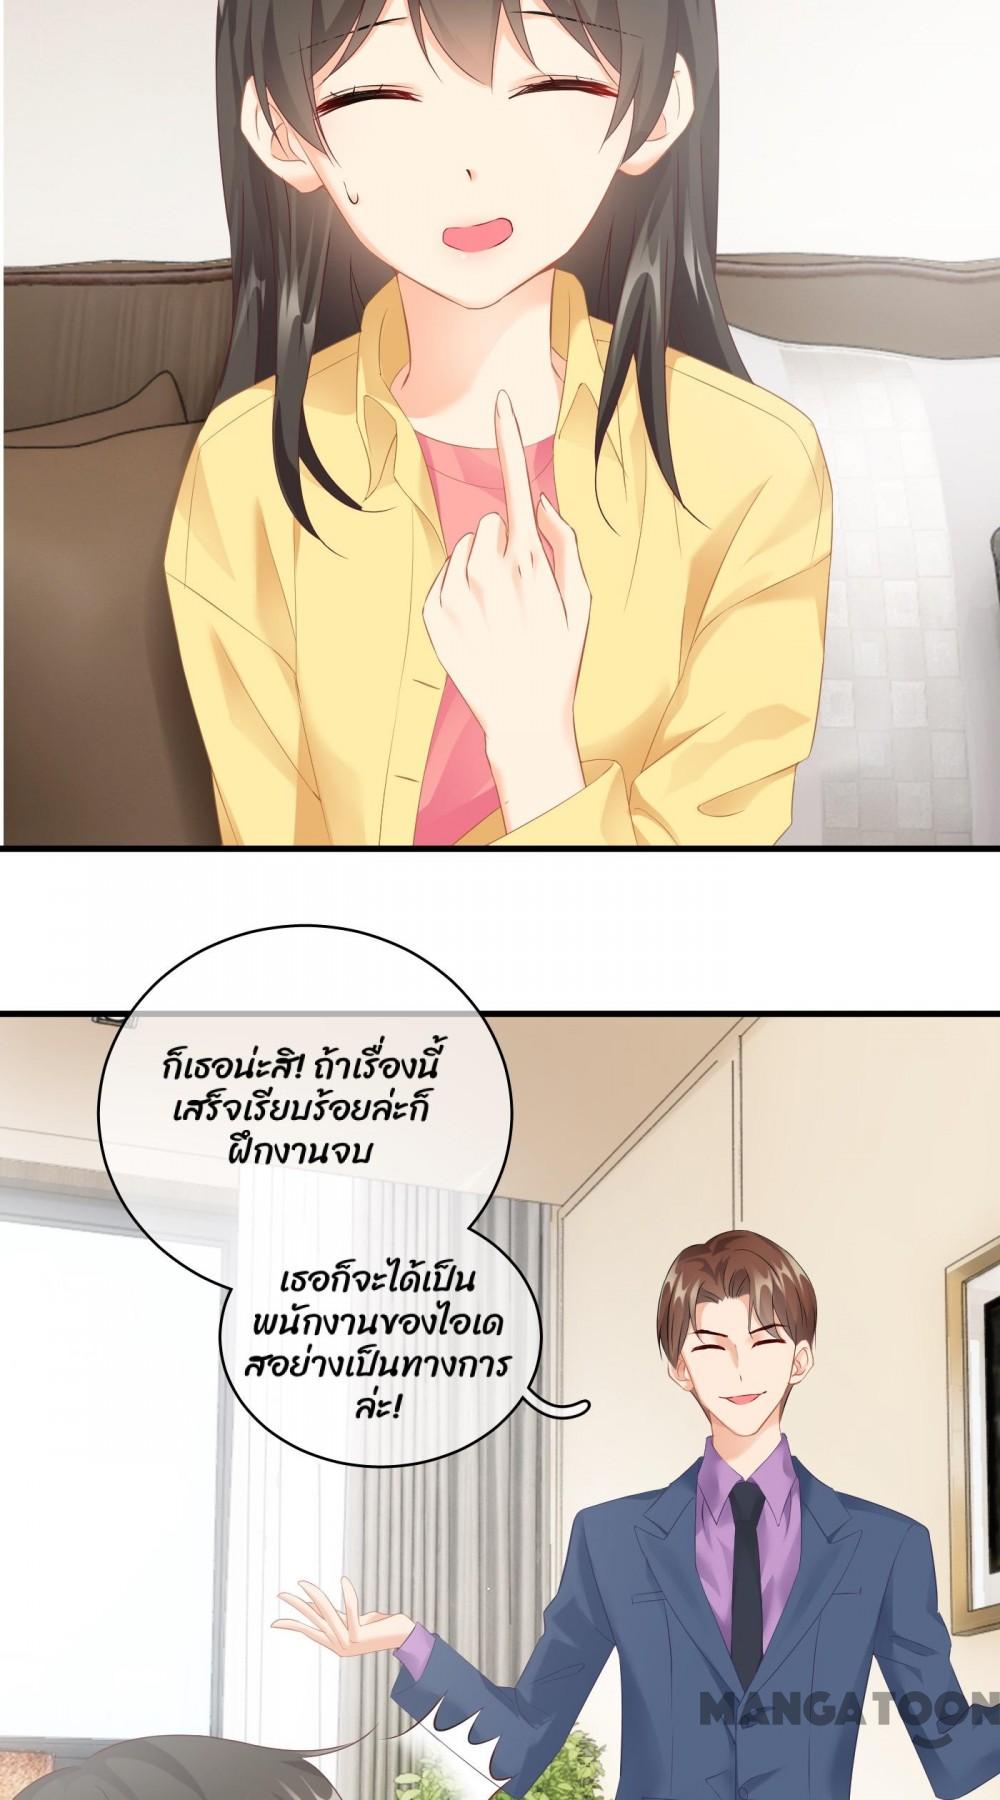 ก็เธอน่ะสิ! ถ้าเรื่องนี้
เสร็จเรียบร้อยล่ะก็
ฝึกงานจบ
เธอก็จะได้เป็น
พนักงานของไอเด
สอย่างเป็นทางการ
ล่ะ!
MANGATOON